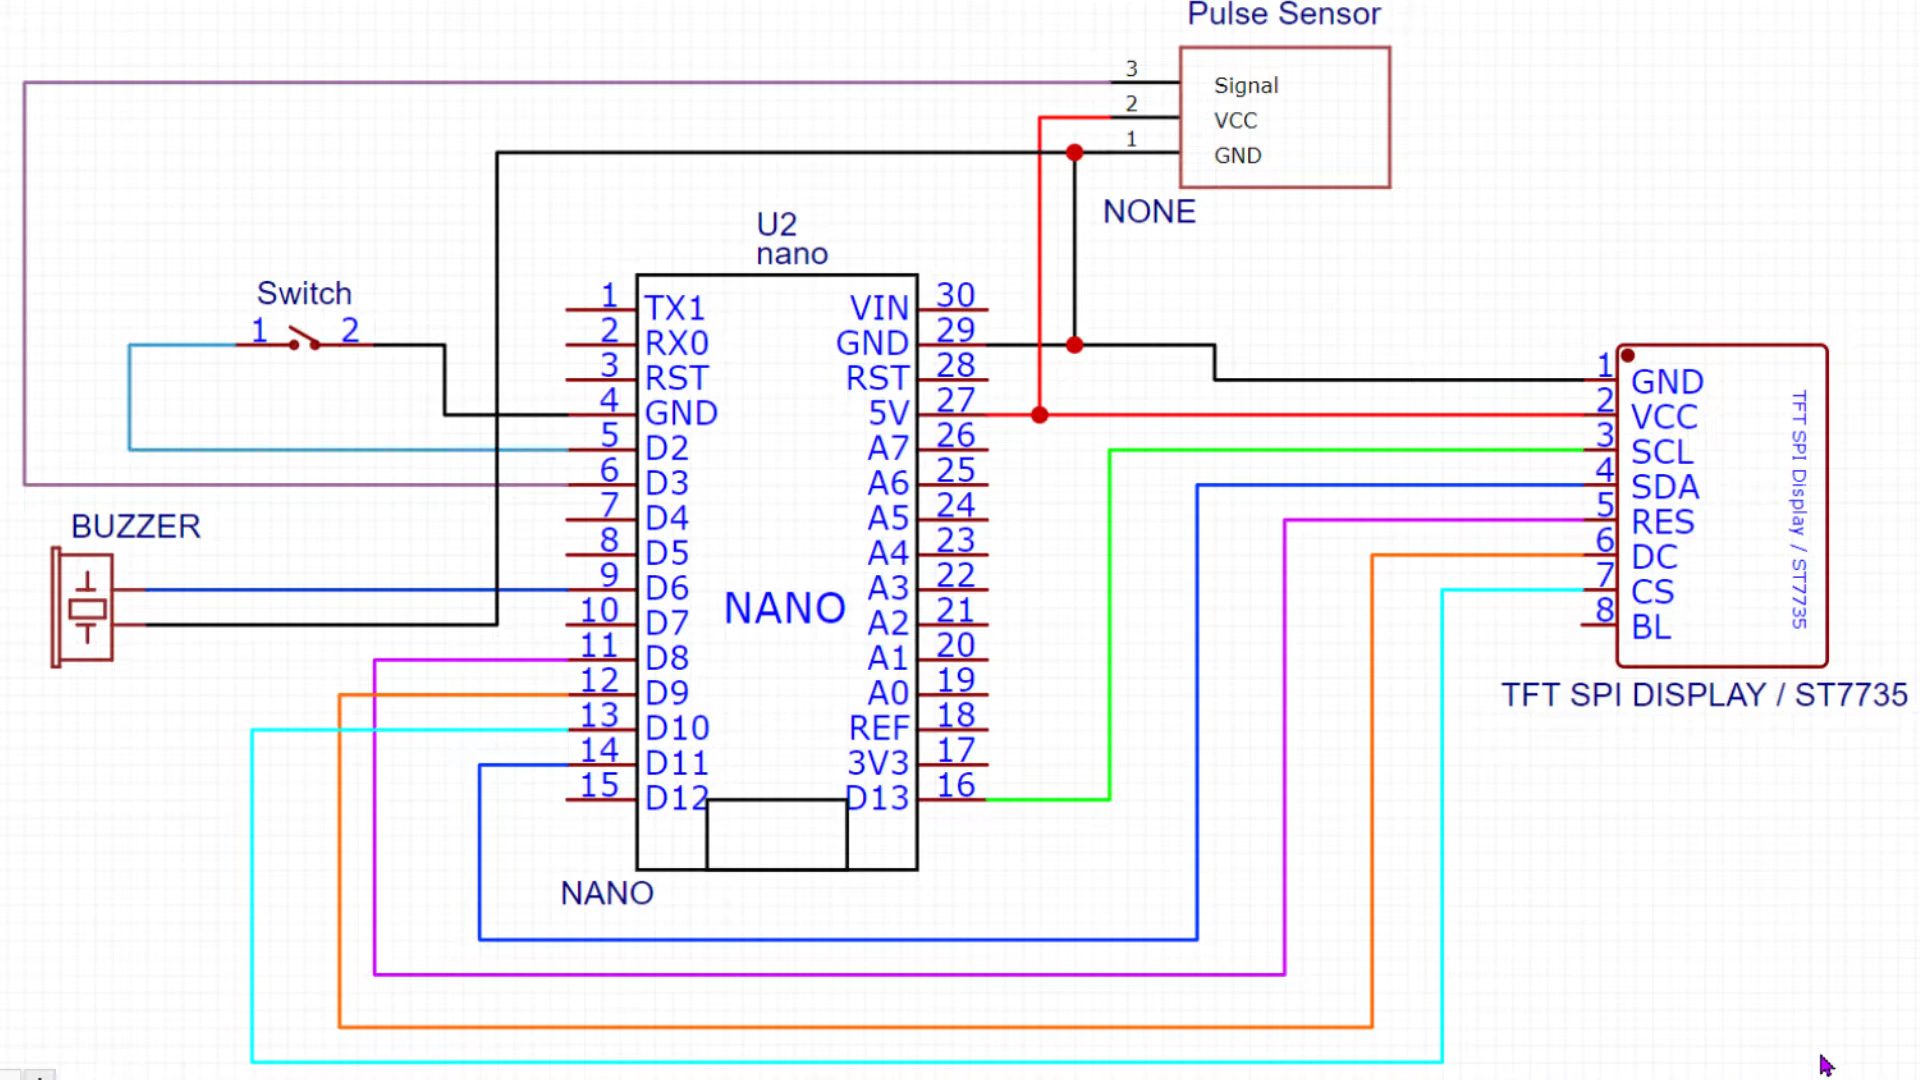 Pulse Sensor
3 Signal
2 VCC
1 GND
NONE
U2
nano
Switch
1 2
1 TX1
2 RX0
3 RST
4 GND
5 D2
6 D3
7 D4
8 D5
9 D6
10 D7
11 D8
12 D9
13 D10
14 D11
15 D12
NANO
VIN 30
GND 29
RST 28
5V 27
A7 26
A6 25
A5 24
A4 23
A3 22
A2 21
A1 20
A0 19
REF 18
3V3 17
D13 16
NANO
BUZZER
1 GND
2 VCC
3 SCL
4 SDA
5 RES
6 DC
7 CS
8 BL
TFT SPI Display / ST7735
TFT SPI DISPLAY / ST7735